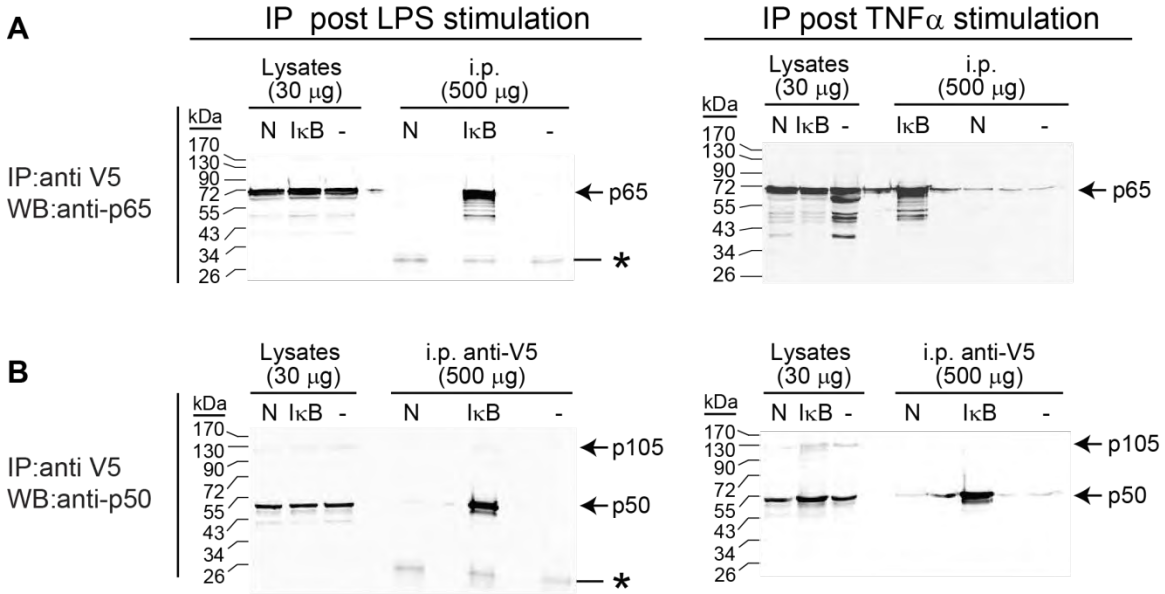 A
IP post LPS stimulation
Lysates
(30 μg)
i.p.
(500 μg)
kDa
N IκB -
N IκB -
170
130
90
72
55
43
34
26
IP:anti V5
WB:anti-p65
p65
*
IP post TNFα stimulation
Lysates
(30 μg)
i.p.
(500 μg)
kDa
N IκB -
IκB N -
170
130
90
72
55
43
34
26
p65
B
Lysates
(30 μg)
i.p. anti-V5
(500 μg)
kDa
N IκB -
N IκB -
170
130
90
72
55
43
34
26
IP:anti V5
WB:anti-p50
p105
p50
*
Lysates
(30 μg)
i.p. anti-V5
(500 μg)
kDa
N IκB -
N IκB -
170
130
90
72
55
43
34
26
p105
p50